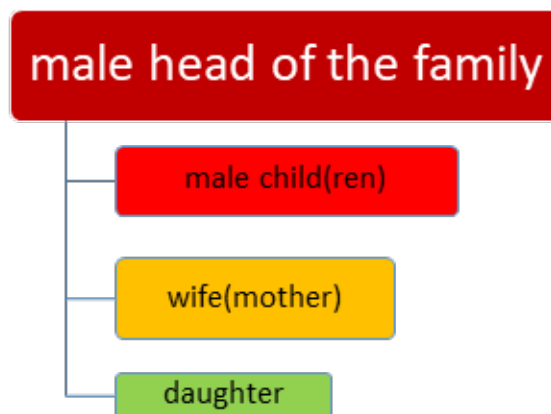 male head of the family
male child(ren)
wife(mother)
daughter